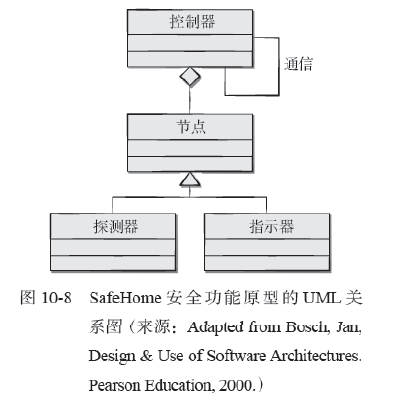 控制器
通信
节点
探测器
指示器
图 10-8 SafeHome 安全功能原型的 UML 关
系图（来源：Adapted from Bosch, Jan,
Design & Use of Software Architectures.
Pearson Education, 2000.）